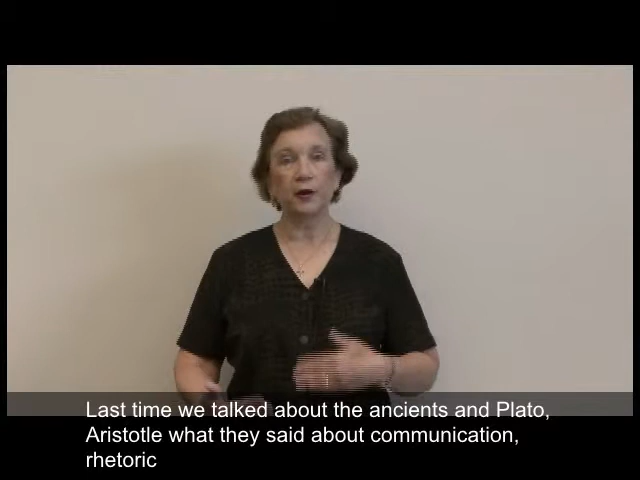 Last time we talked about the ancients and Plato,
Aristotle what they said about communication,
rhetoric